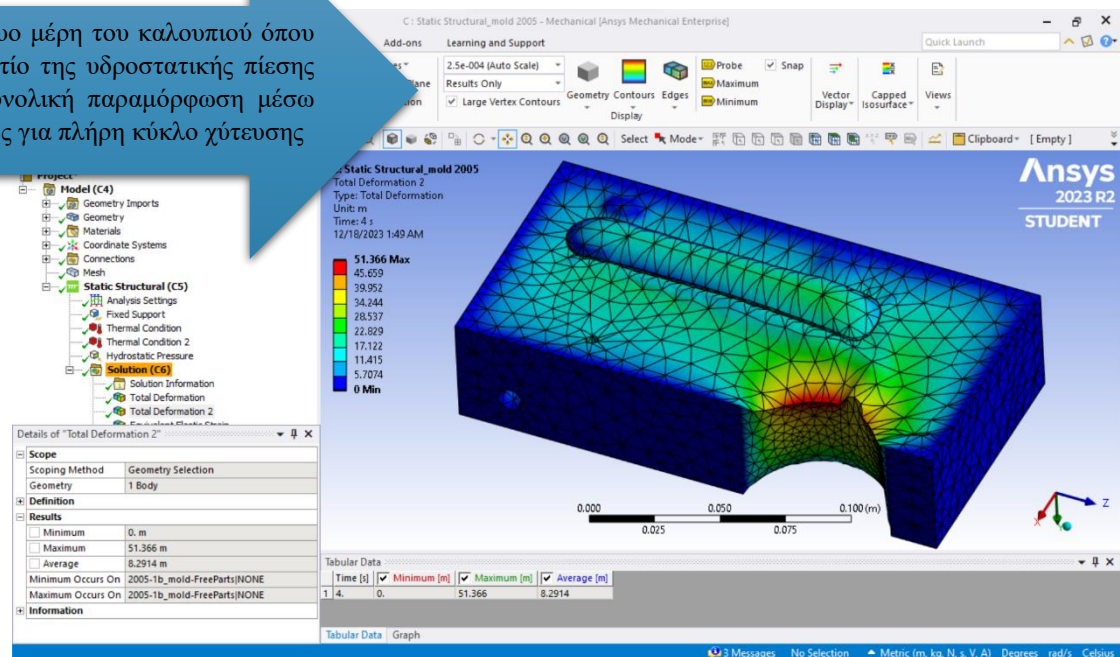 υο μέρη του καλουπιού όπου
τίο της υδροστατικής πίεσης
νολική παραμόρφωση μέσω
ς για πλήρη κύκλο χύτευσης
C : Static Structural_mold 2005 - Mechanical [Ansys Mechanical Enterprise]
Add-ons Learning and Support Quick Launch
2.5e-004 (Auto Scale) Probe Snap
Plane Results Only Maximum
Large Vertex Contours Minimum
Geometry Contours Edges Vector Display Capped Isosurface Views
Display
Select Mode Clipboard [Empty]
Project
Model (C4)
Geometry Imports
Geometry
Materials
Coordinate Systems
Connections
Mesh
Static Structural (C5)
Analysis Settings
Fixed Support
Thermal Condition
Thermal Condition 2
Hydrostatic Pressure
Solution (C6)
Solution Information
Total Deformation
Total Deformation 2
Equivalent Elastic Strain
Details of "Total Deformation 2"
Scope
Scoping Method Geometry Selection
Geometry 1 Body
Definition
Results
Minimum 0. m
Maximum 51.366 m
Average 8.2914 m
Minimum Occurs On 2005-1b_mold-FreeParts|NONE
Maximum Occurs On 2005-1b_mold-FreeParts|NONE
Information
Static Structural_mold 2005
Total Deformation 2
Type: Total Deformation
Unit: m
Time: 4 s
12/18/2023 1:49 AM
51.366 Max
45.659
39.952
34.244
28.537
22.829
17.122
11.415
5.7074
0 Min
Ansys
2023 R2
STUDENT
0.000 0.050 0.100 (m)
0.025 0.075
X Y Z
Tabular Data
Time [s] Minimum [m] Maximum [m] Average [m]
1 4. 0. 51.366 8.2914
Tabular Data Graph
3 Messages No Selection Metric (m, kg, N, s, V, A) Degrees rad/s Celsius